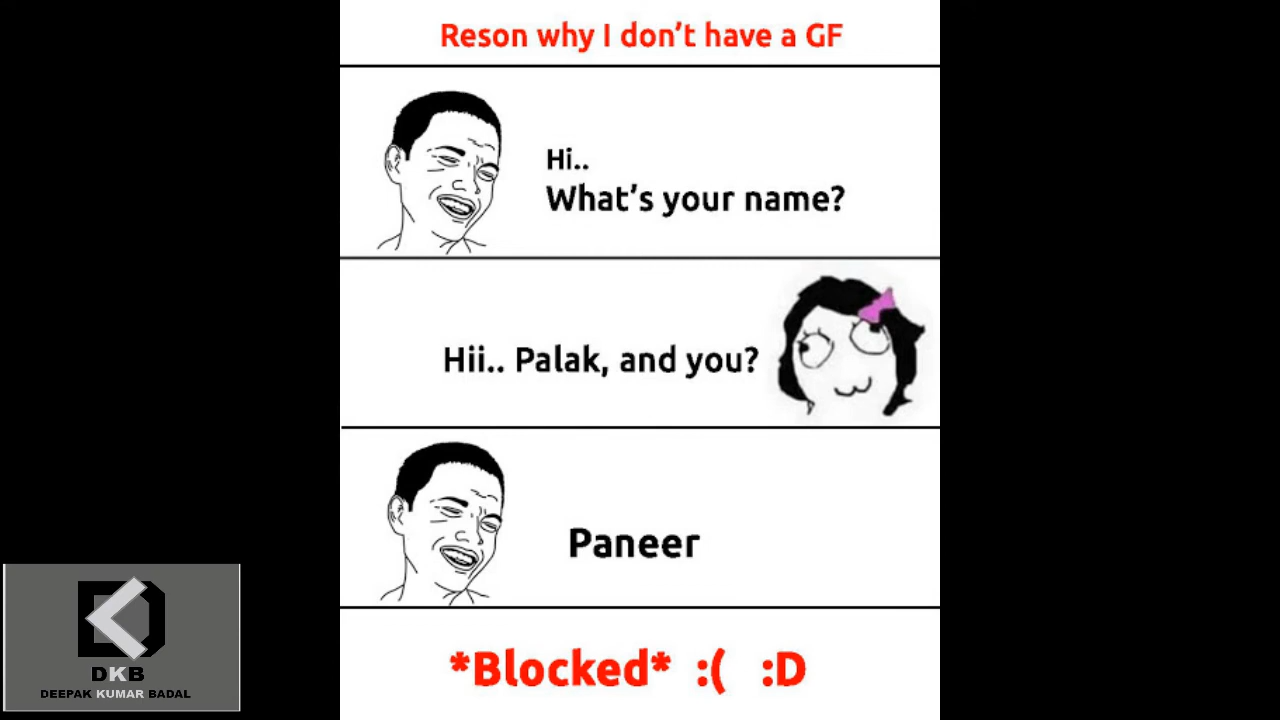 Reson why I don't have a GF
Hi..
What's your name?
Hii.. Palak, and you?
Paneer
*Blocked* :( :D
DKB
DEEPAK KUMAR BADAL